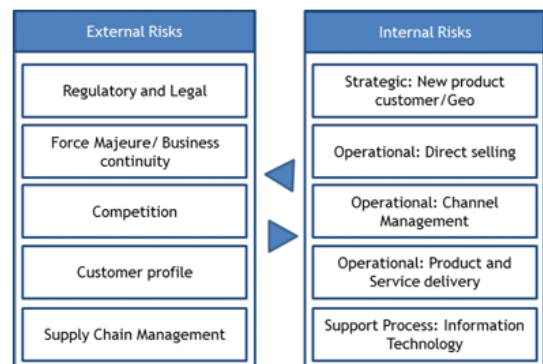 External Risks
Regulatory and Legal
Force Majeure/ Business
continuity
Competition
Customer profile
Supply Chain Management
Internal Risks
Strategic: New product
customer/Geo
Operational: Direct selling
Operational: Channel
Management
Operational: Product and
Service delivery
Support Process: Information
Technology